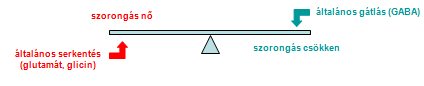 szorongás nő
általános gátlás (GABA)
általános serkentés
(glutamát, glicin)
szorongás csökken